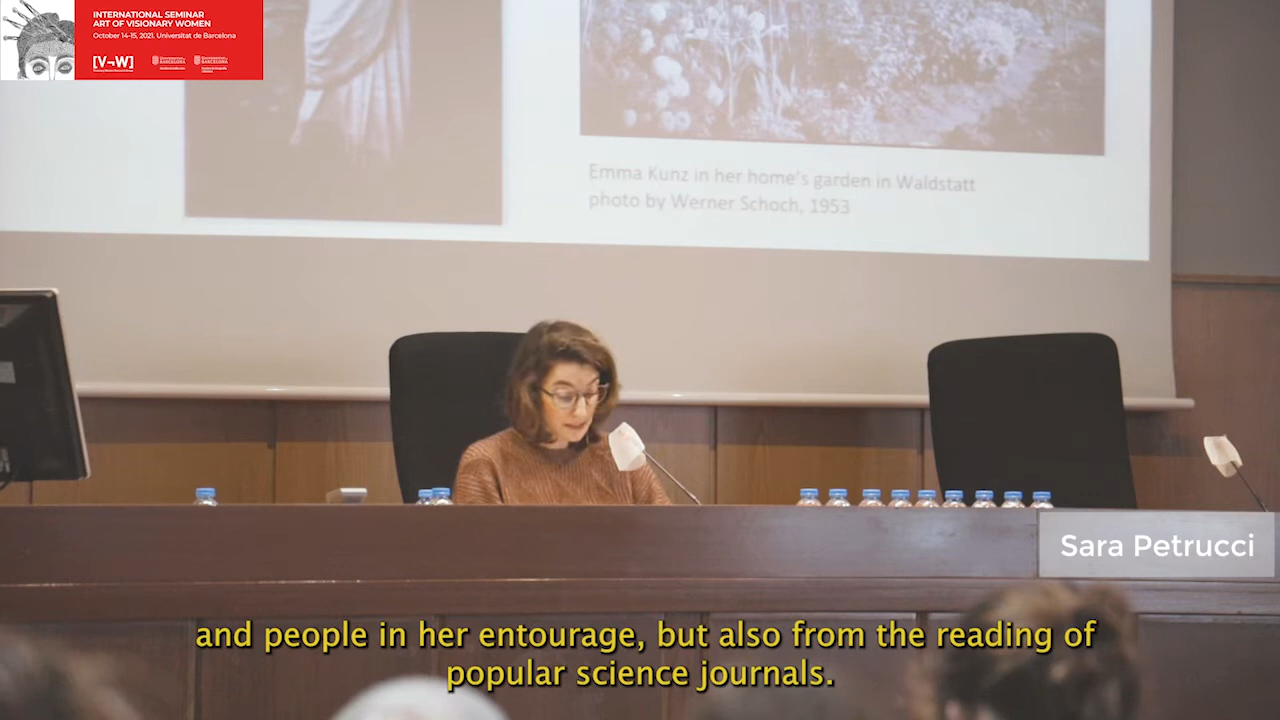 INTERNATIONAL SEMINAR
ART OF VISIONARY WOMEN
October 14-15, 2021. Universitat de Barcelona
[V¬W]
BARCELONA
BARCELONA
Emma Kunz in her home's garden in Waldstatt
photo by Werner Schoch, 1953
Sara Petrucci
and people in her entourage, but also from the reading of
popular science journals.